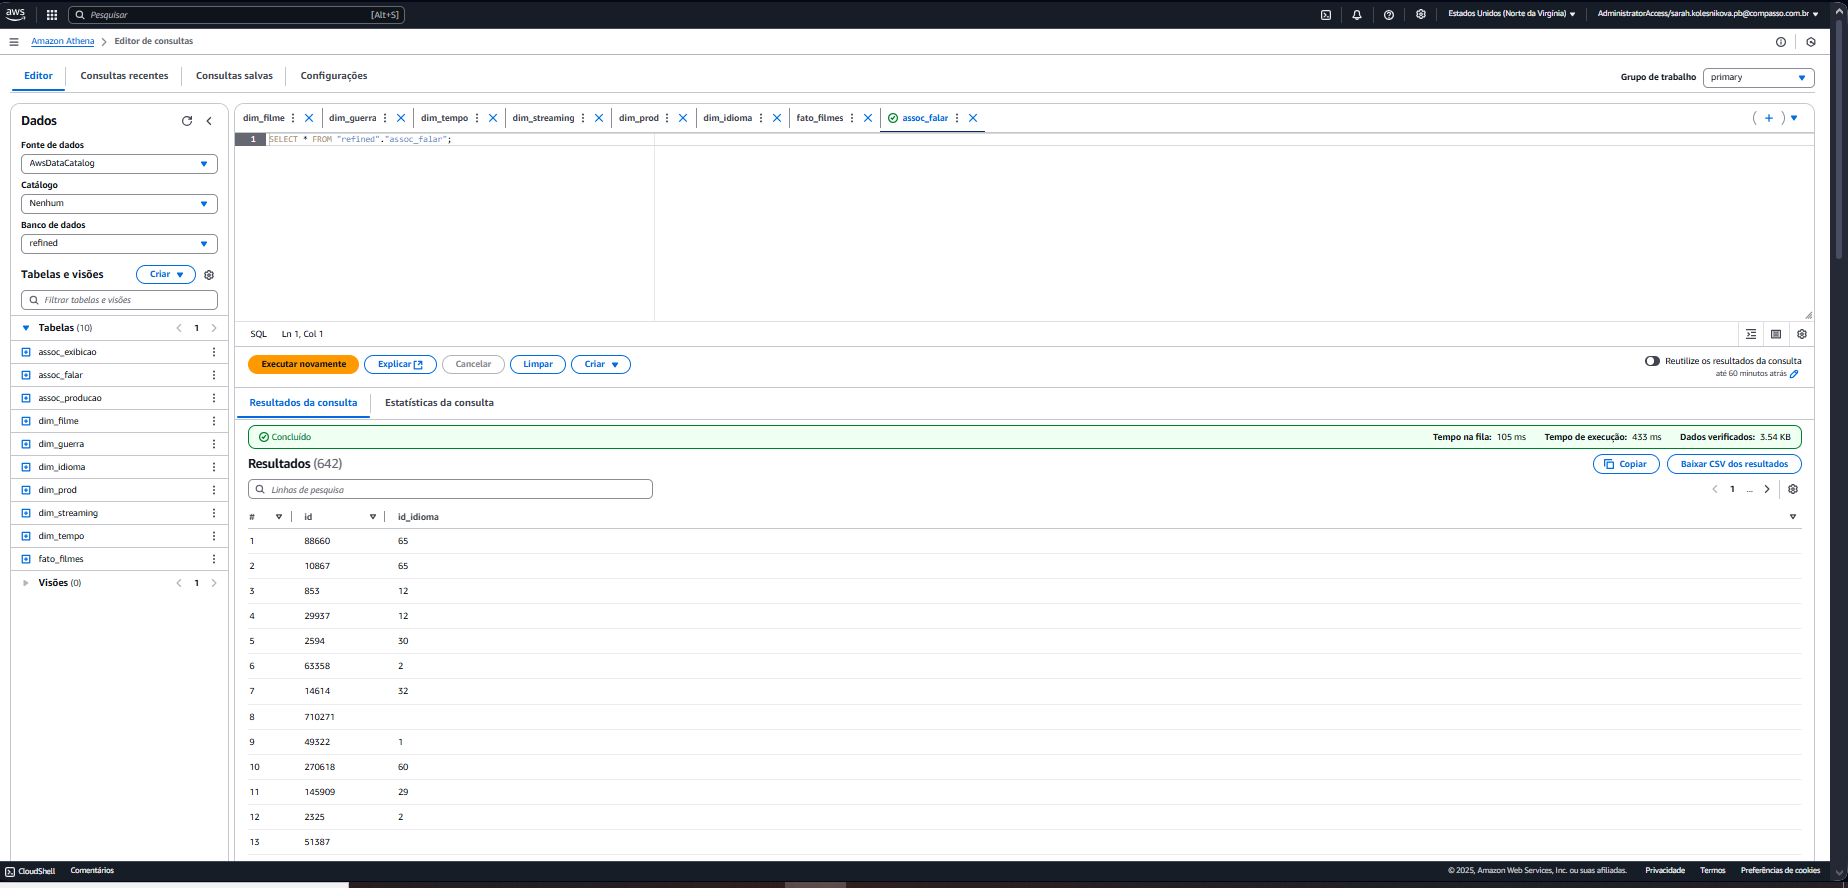 aws Pesquisar [Alt+S] Estados Unidos (Norte da Virgínia) AdministratorAccess/sarah.kolesnikova.pb@compasso.com.br
Amazon Athena > Editor de consultas
Editor Consultas recentes Consultas salvas Configurações Grupo de trabalho primary
Dados
Fonte de dados
AwsDataCatalog
Catálogo
Nenhum
Banco de dados
refined
Tabelas e visões Criar
Filtrar tabelas e visões
Tabelas (10) < 1 >
assoc_exibicao
assoc_falar
assoc_producao
dim_filme
dim_guerra
dim_idioma
dim_prod
dim_streaming
dim_tempo
fato_filmes
Visões (0) < 1 >
dim_filme dim_guerra dim_tempo dim_streaming dim_prod dim_idioma fato_filmes assoc_falar
1 SELECT * FROM "refined"."assoc_falar";
SQL Ln 1, Col 1
Executar novamente Explicar Cancelar Limpar Criar
Reutilize os resultados da consulta
até 60 minutos atrás
Resultados da consulta Estatísticas da consulta
Concluído Tempo na fila: 105 ms Tempo de execução: 433 ms Dados verificados: 3.54 KB
Resultados (642) Copiar Baixar CSV dos resultados
Linhas de pesquisa < 1 ... >
# id id_idioma
1 88660 65
2 10867 65
3 853 12
4 29937 12
5 2594 30
6 63358 2
7 14614 32
8 710271
9 49322 1
10 270618 60
11 145909 29
12 2325 2
13 51387
CloudShell Comentários © 2025, Amazon Web Services, Inc. ou suas afiliadas. Privacidade Termos Preferências de cookies